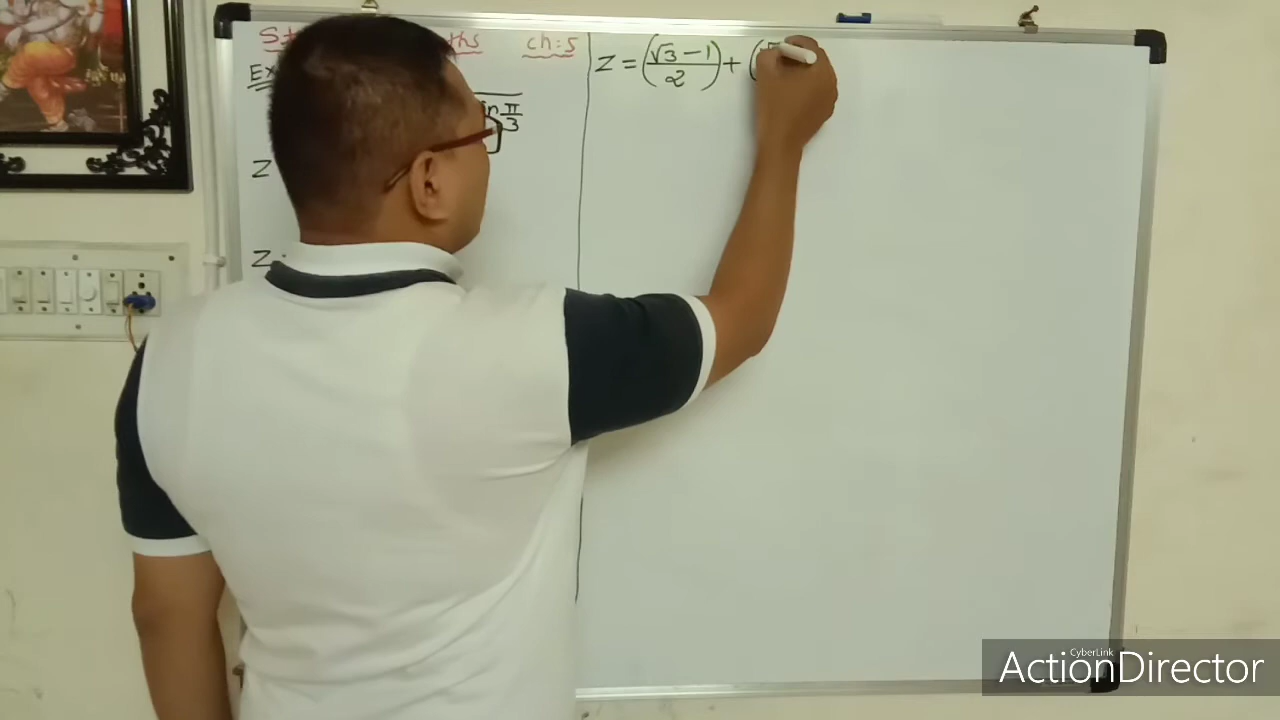 ch:5
Ex
in π/3
Z
Z
Z = (√3 - 1 / 2) + (√
CyberLink
ActionDirector